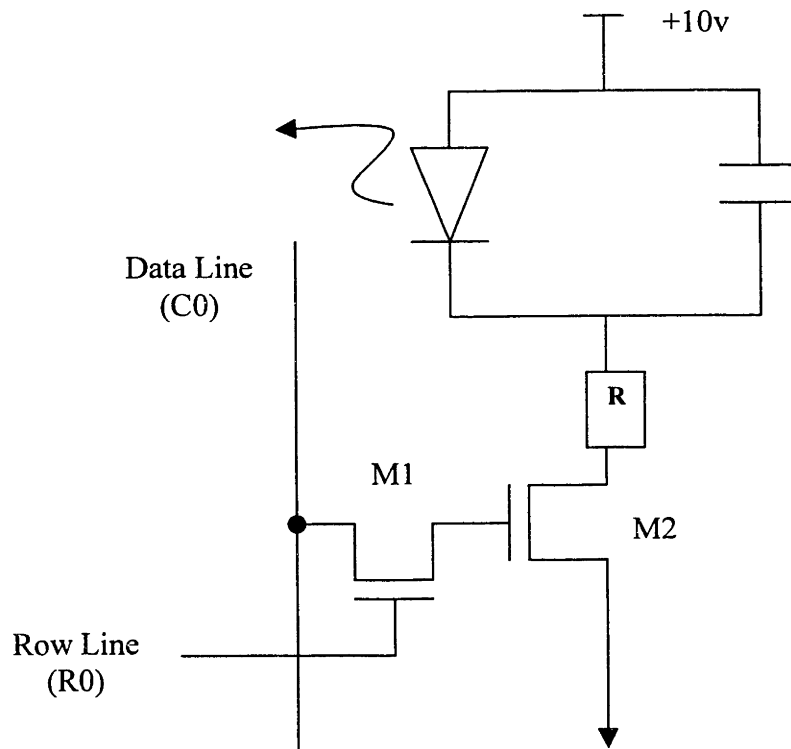 +10v
Data Line
(C0)
R
M1
M2
Row Line
(R0)